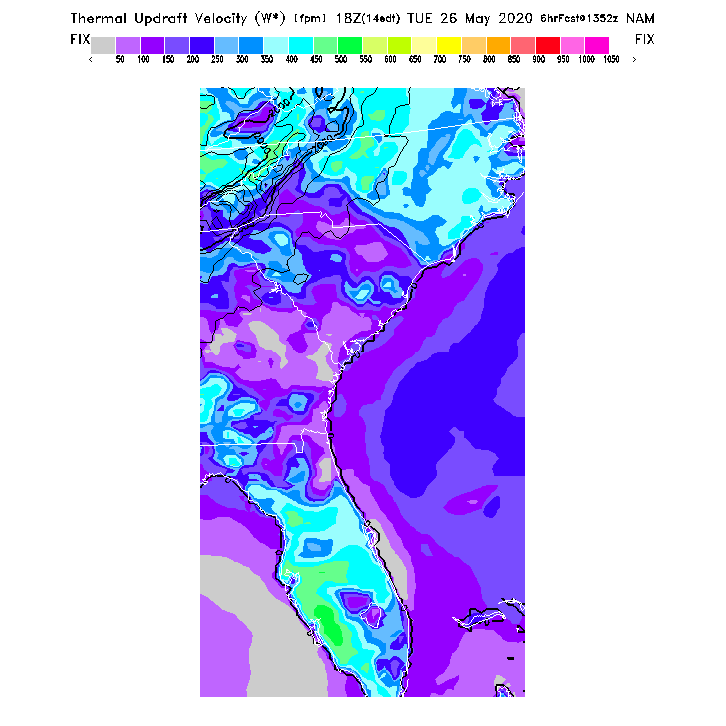 Thermal Updraft Velocity (W*) [fpm] 18Z(14edt) TUE 26 May 2020 6hrFcst@1352z NAM
FIX FIX
< 50 100 150 200 250 300 350 400 450 500 550 600 650 700 750 800 850 900 950 1000 1050 >